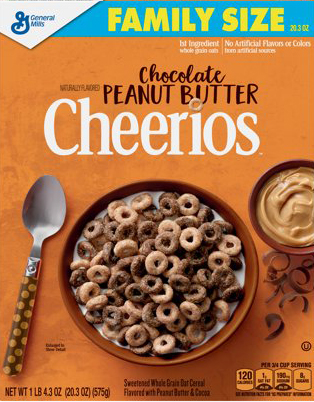 General
Mills
FAMILY SIZE 20.3 OZ
1st Ingredient
whole grain oats
No Artificial Flavors or Colors
from artificial sources
Chocolate
NATURALLY FLAVORED PEANUT BUTTER
Cheerios
Enlarged to
Show Detail
PER 3/4 CUP SERVING
120
CALORIES
1g
SAT FAT
190mg
SODIUM
8g
SUGARS
NET WT 1 LB 4.3 OZ (20.3 OZ) (575g)
Sweetened Whole Grain Oat Cereal
Flavored with Peanut Butter & Cocoa